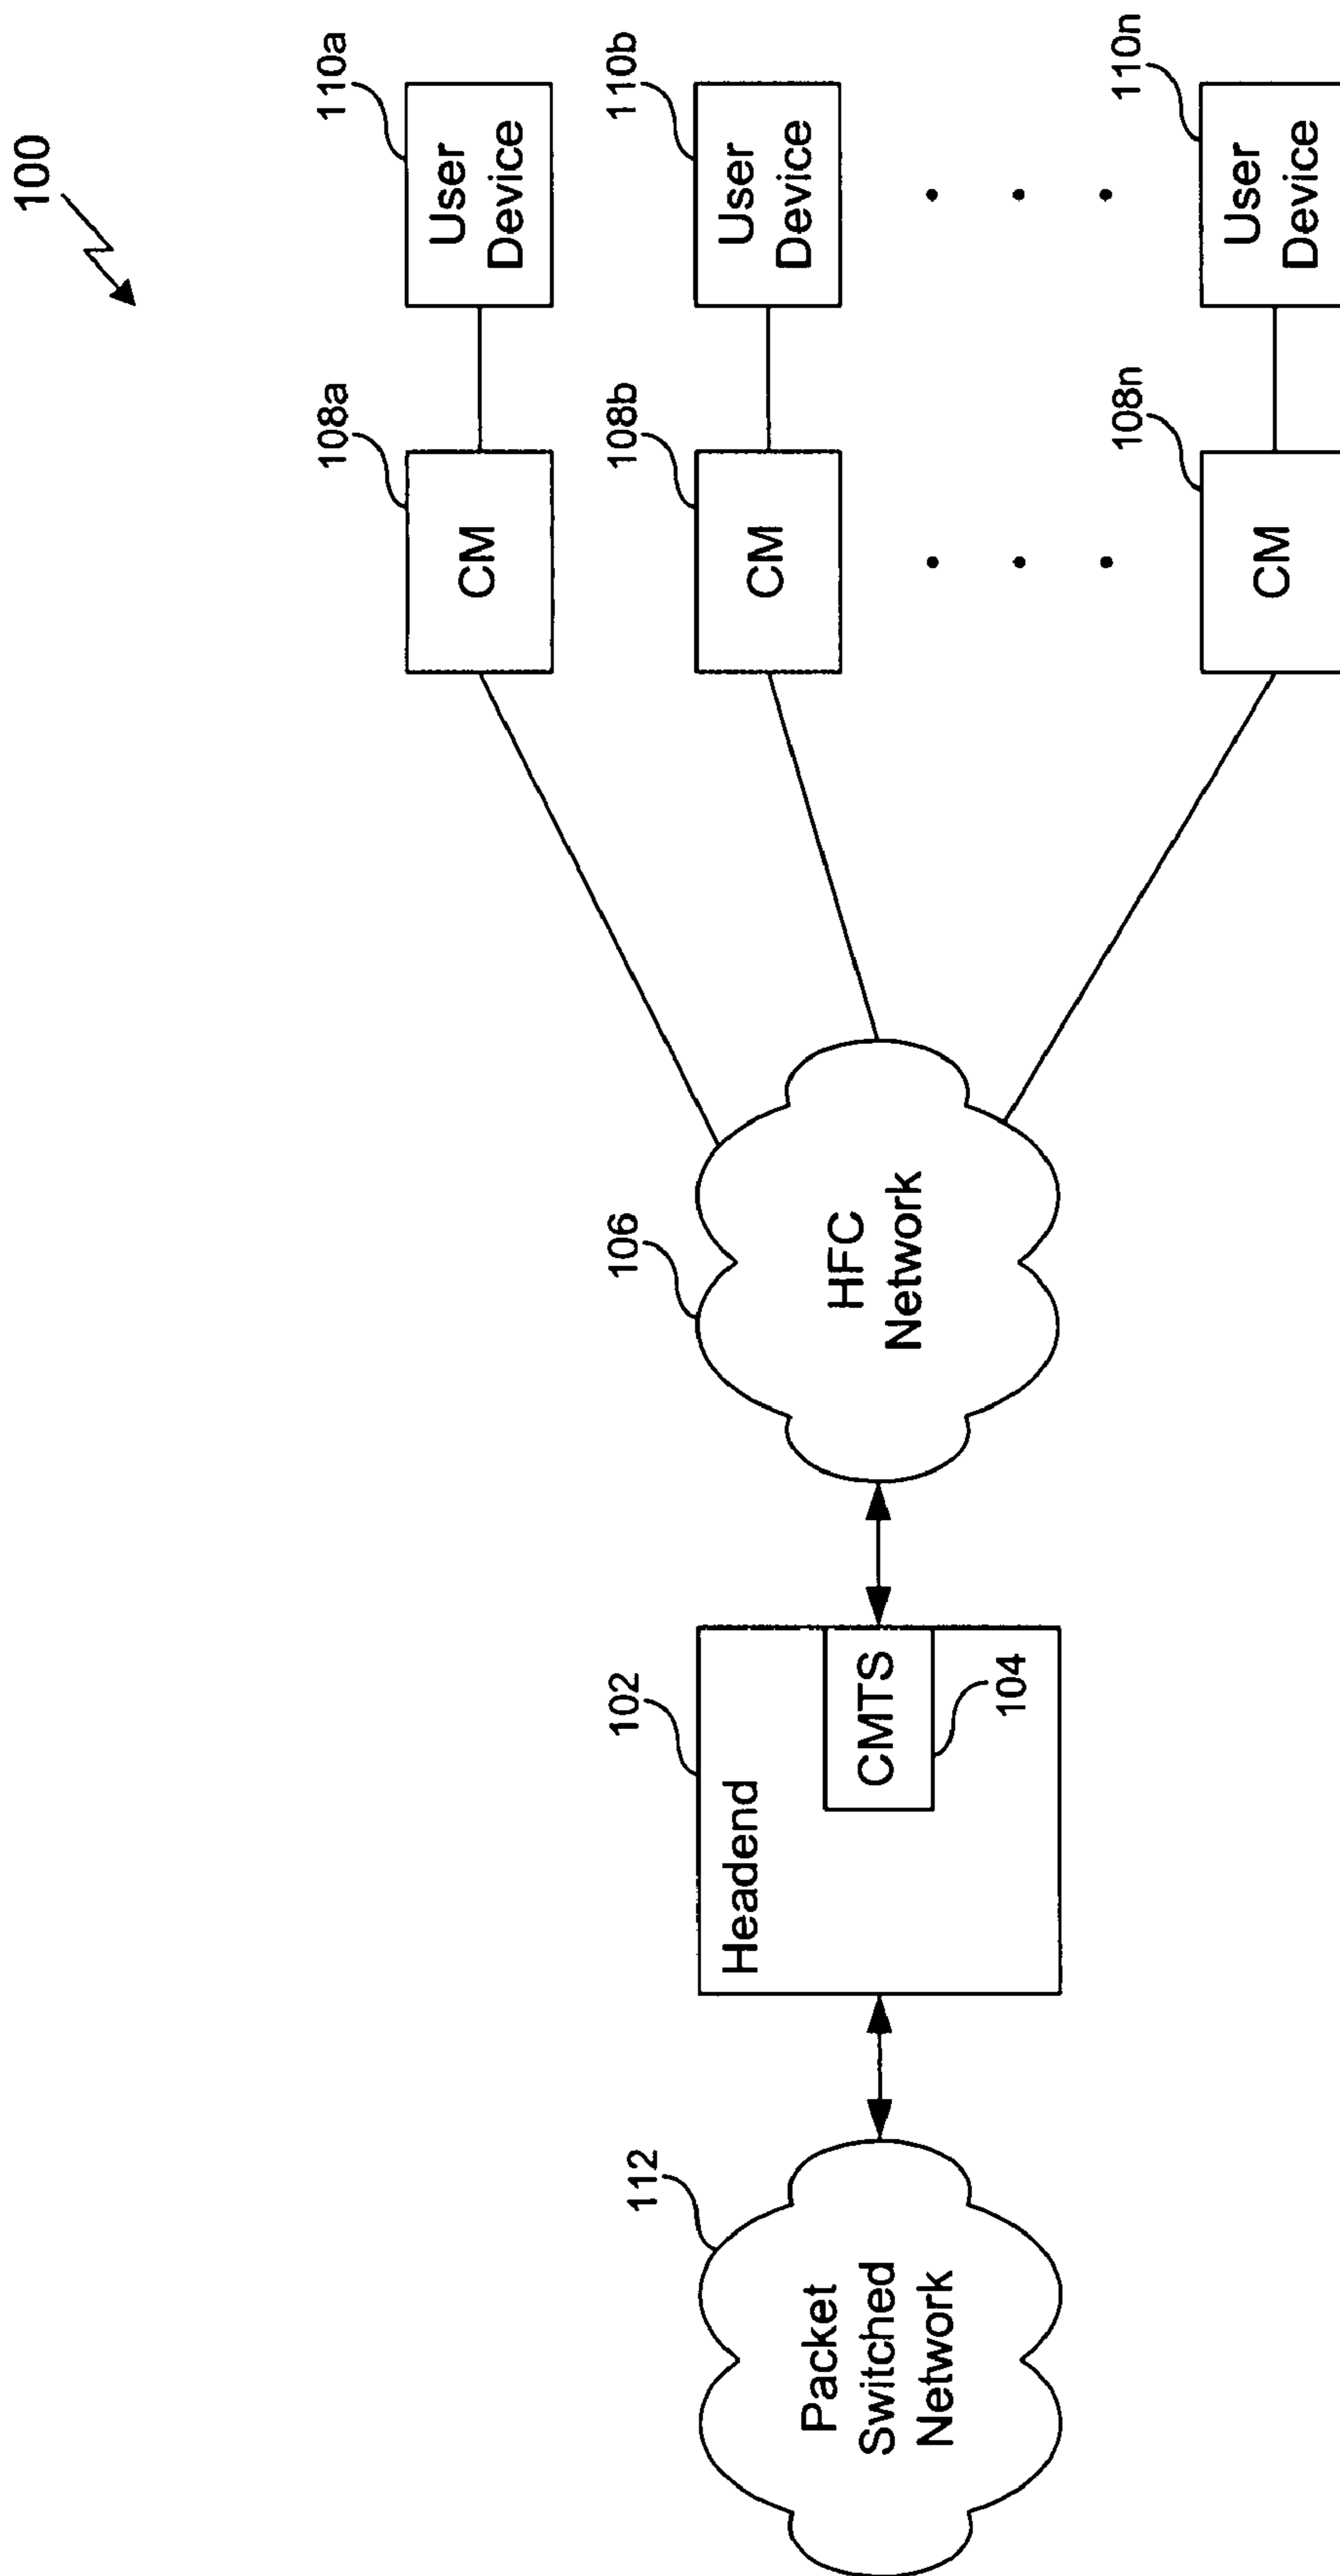 100
110a
User
Device
108a
CM
110b
User
Device
108b
CM
110n
User
Device
108n
CM
106
HFC
Network
102
Headend
CMTS
104
112
Packet
Switched
Network